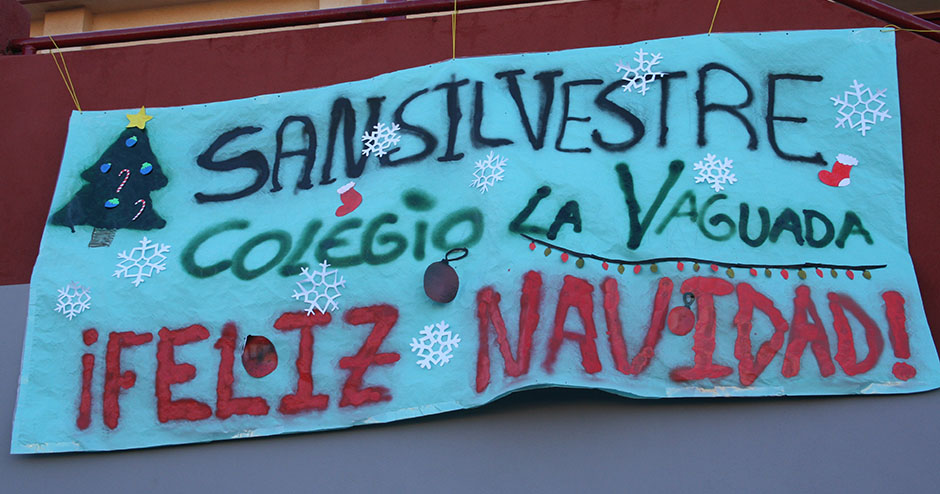 SANSILVESTRE
COLEGIO LA VAGUADA
¡FELIZ NAVIDAD!